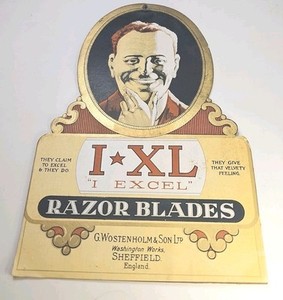 THEY CLAIM
TO EXCEL
& THEY DO.
I★XL
"I EXCEL"
THEY GIVE
THAT VELVETY
FEELING.
RAZOR BLADES
G. WOSTENHOLM & SON LTD
Washington Works,
SHEFFIELD.
England.